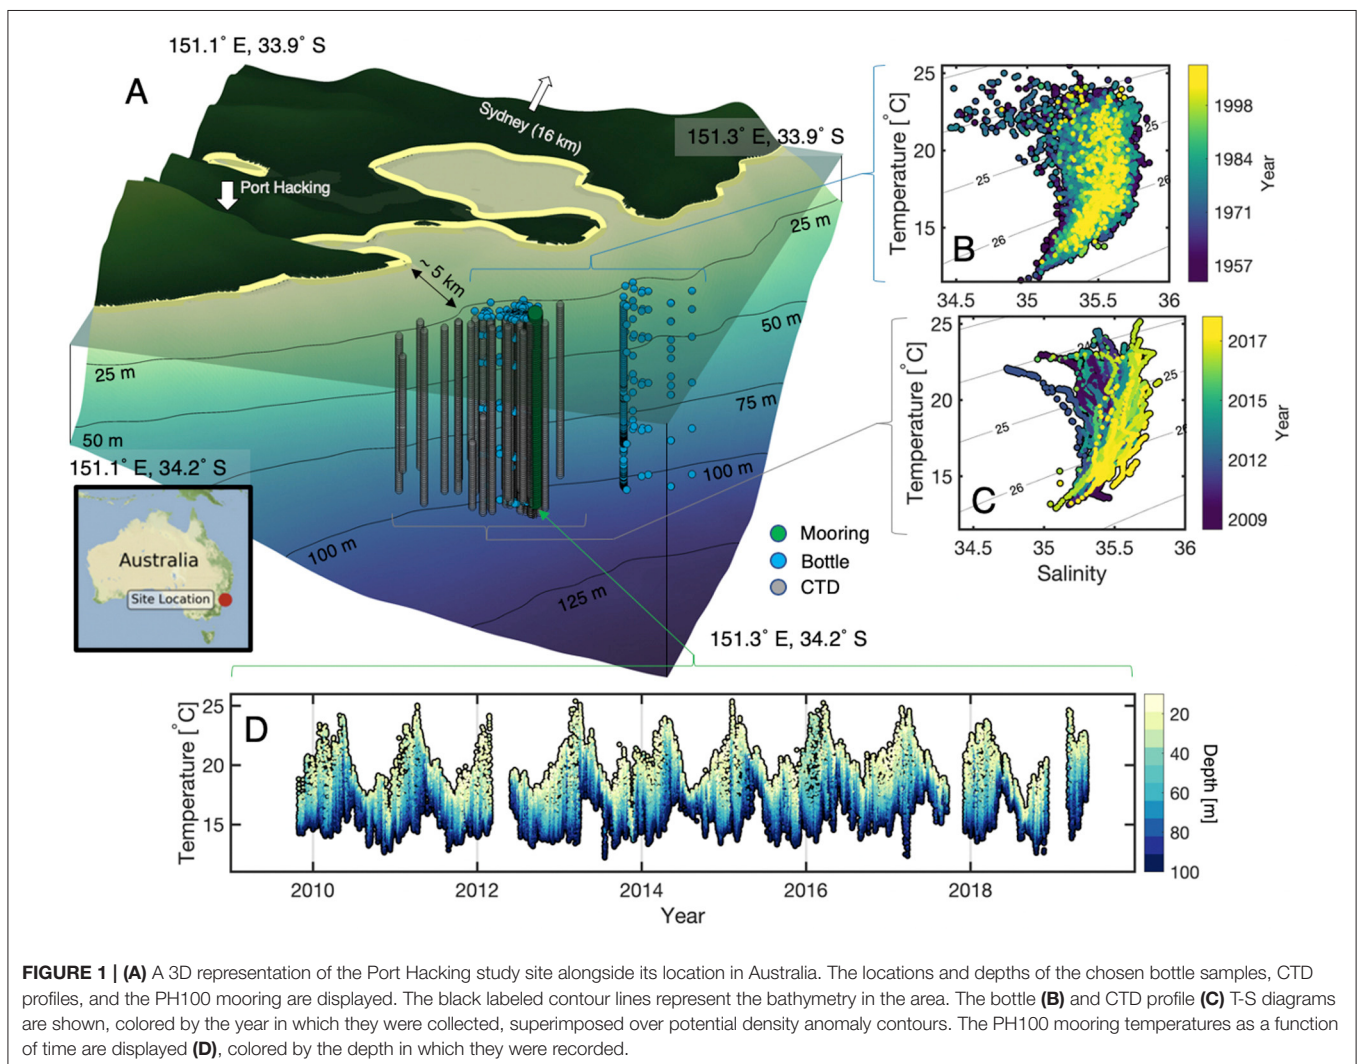 151.1° E, 33.9° S
A
Sydney (16 km)
151.3° E, 33.9° S
Port Hacking
~ 5 km
25 m
50 m
75 m
100 m
25 m
50 m
100 m
125 m
151.1° E, 34.2° S
Australia
Site Location
Mooring
Bottle
CTD
151.3° E, 34.2° S
Temperature [°C]
25
20
15
B
25
25
26
26
34.5 35 35.5 36
1998
1984
1971
1957
Year
Temperature [°C]
25
20
15
C
24
25
25
26
34.5 35 35.5 36
Salinity
2017
2015
2012
2009
Year
Temperature [°C]
25
20
15
D
2010 2012 2014 2016 2018
Year
20
40
60
80
100
Depth [m]
FIGURE 1 | (A) A 3D representation of the Port Hacking study site alongside its location in Australia. The locations and depths of the chosen bottle samples, CTD
profiles, and the PH100 mooring are displayed. The black labeled contour lines represent the bathymetry in the area. The bottle (B) and CTD profile (C) T-S diagrams
are shown, colored by the year in which they were collected, superimposed over potential density anomaly contours. The PH100 mooring temperatures as a function
of time are displayed (D), colored by the depth in which they were recorded.